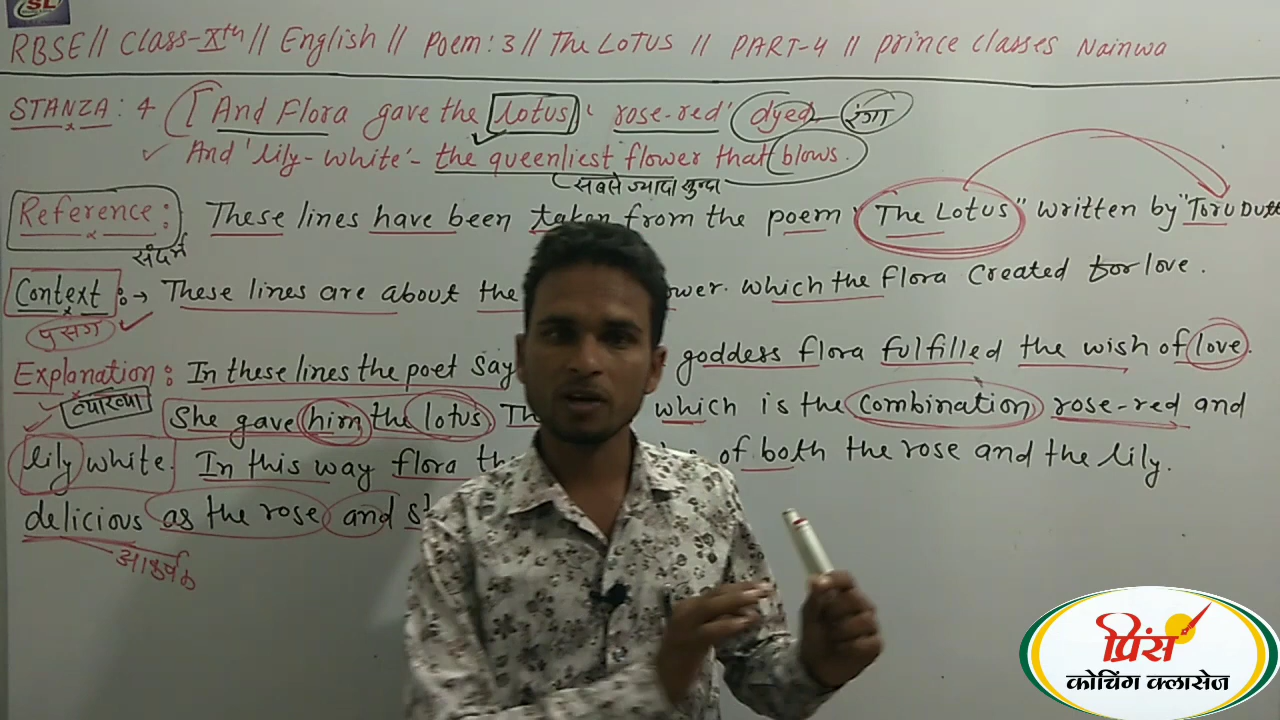 SL
RBSE // Class-Xth // English // Poem: 3 // The LOTUS // PART-4 // prince classes Nainwa
STANZA: 4 [And Flora gave the lotus 'rose-red' dyed रंगा
And 'lily-white' - the queenliest flower that blows.
सबसे ज्यादा सुन्दर
Reference: These lines have been taken from the poem "The Lotus" written by "Toru Dutt
संदर्भ
Context :→ These lines are about the ower. which the Flora created for love.
प्रसंग
Explanation: In these lines the poet say goddess flora fulfilled the wish of love.
व्याख्या She gave him the lotus which is the combination rose-red and
lily white. In this way flora of both the rose and the lily.
delicious as the rose and
आकर्षक
प्रिंस
कोचिंग क्लासेज